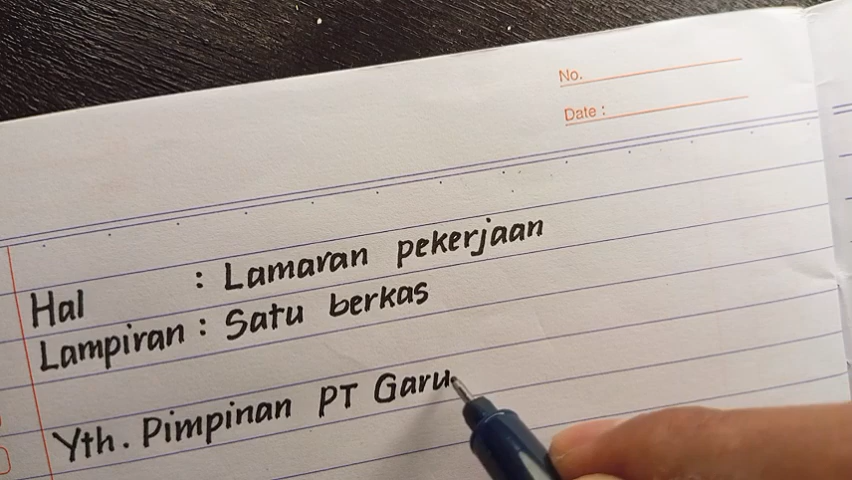 No.
Date :
Hal : Lamaran pekerjaan
Lampiran : Satu berkas
Yth. Pimpinan PT Garu